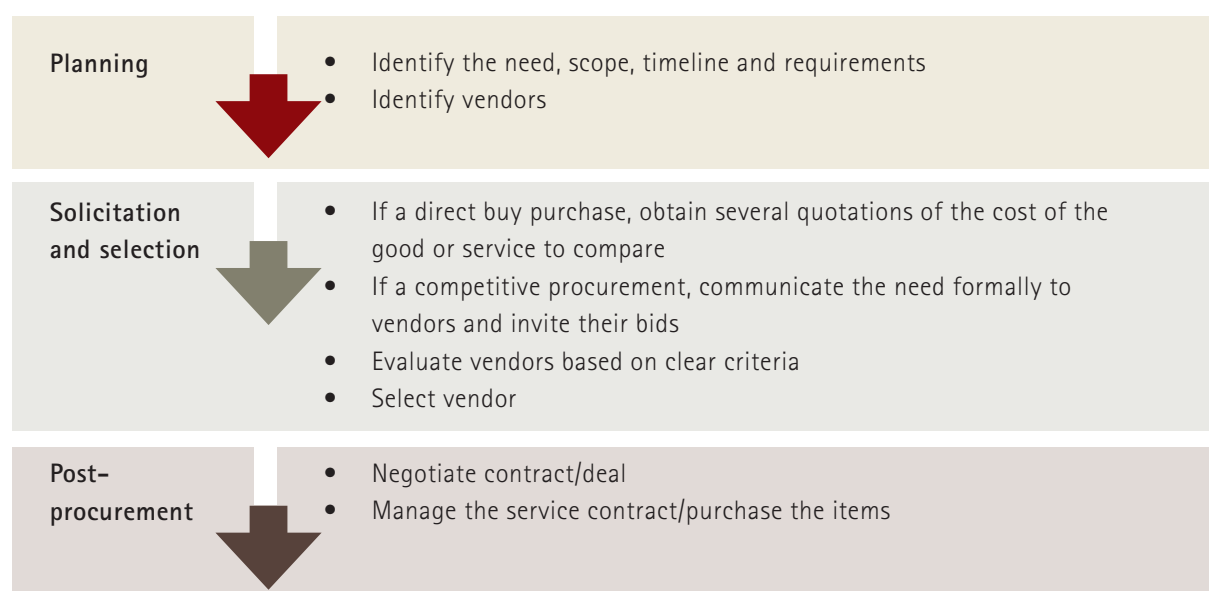 Planning
• Identify the need, scope, timeline and requirements
• Identify vendors
Solicitation
and selection
• If a direct buy purchase, obtain several quotations of the cost of the
good or service to compare
• If a competitive procurement, communicate the need formally to
vendors and invite their bids
• Evaluate vendors based on clear criteria
• Select vendor
Post-
procurement
• Negotiate contract/deal
• Manage the service contract/purchase the items